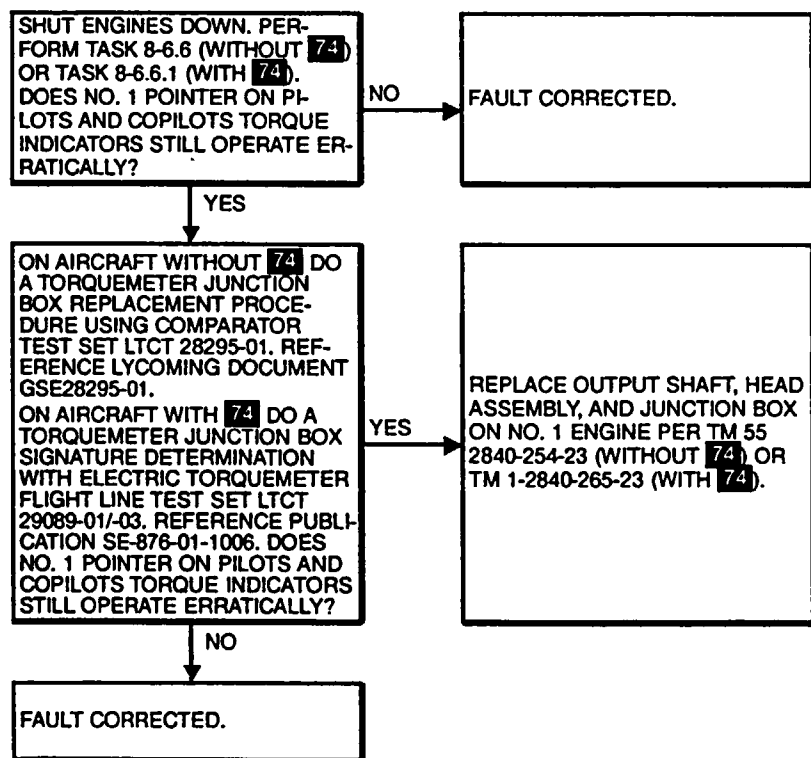 SHUT ENGINES DOWN. PER-
FORM TASK 8-6.6 (WITHOUT 74)
OR TASK 8-6.6.1 (WITH 74).
DOES NO. 1 POINTER ON PI-
LOTS AND COPILOTS TORQUE
INDICATORS STILL OPERATE ER-
RATICALLY?
NO
FAULT CORRECTED.
YES
ON AIRCRAFT WITHOUT 74 DO
A TORQUEMETER JUNCTION
BOX REPLACEMENT PROCE-
DURE USING COMPARATOR
TEST SET LTCT 28295-01. REF-
ERENCE LYCOMING DOCUMENT
GSE28295-01.
ON AIRCRAFT WITH 74 DO A
TORQUEMETER JUNCTION BOX
SIGNATURE DETERMINATION
WITH ELECTRIC TORQUEMETER
FLIGHT LINE TEST SET LTCT
29089-01/-03. REFERENCE PUBLI-
CATION SE-876-01-1006. DOES
NO. 1 POINTER ON PILOTS AND
COPILOTS TORQUE INDICATORS
STILL OPERATE ERRATICALLY?
YES
REPLACE OUTPUT SHAFT, HEAD
ASSEMBLY, AND JUNCTION BOX
ON NO. 1 ENGINE PER TM 55
2840-254-23 (WITHOUT 74) OR
TM 1-2840-265-23 (WITH 74).
NO
FAULT CORRECTED.